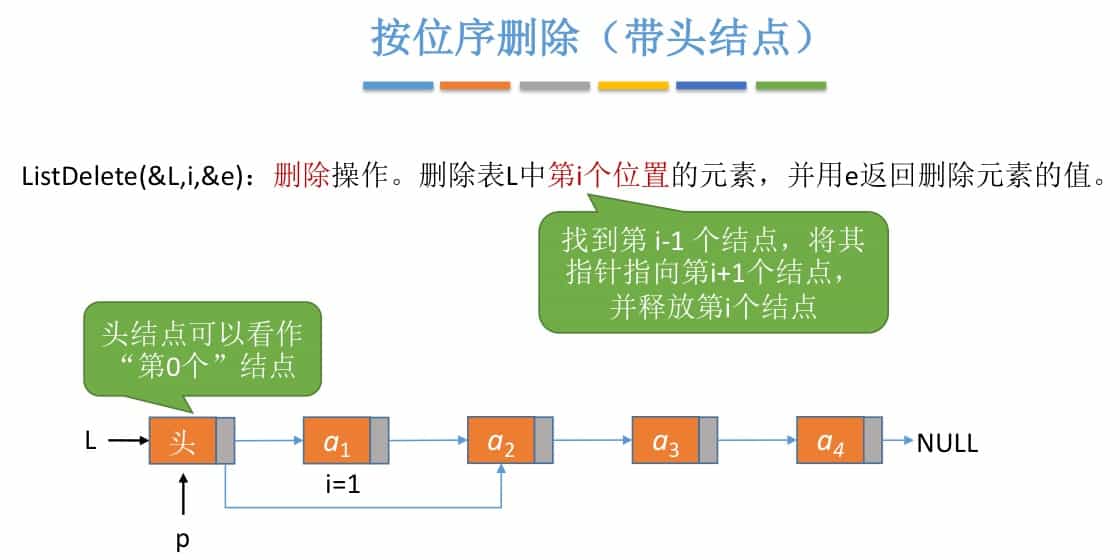 按位序删除（带头结点）
ListDelete(&L,i,&e)：删除操作。删除表L中第i个位置的元素，并用e返回删除元素的值。
找到第 i-1 个结点，将其
指针指向第i+1个结点，
并释放第i个结点
头结点可以看作
“第0个”结点
L 头 a1 a2 a3 a4 NULL
i=1
p